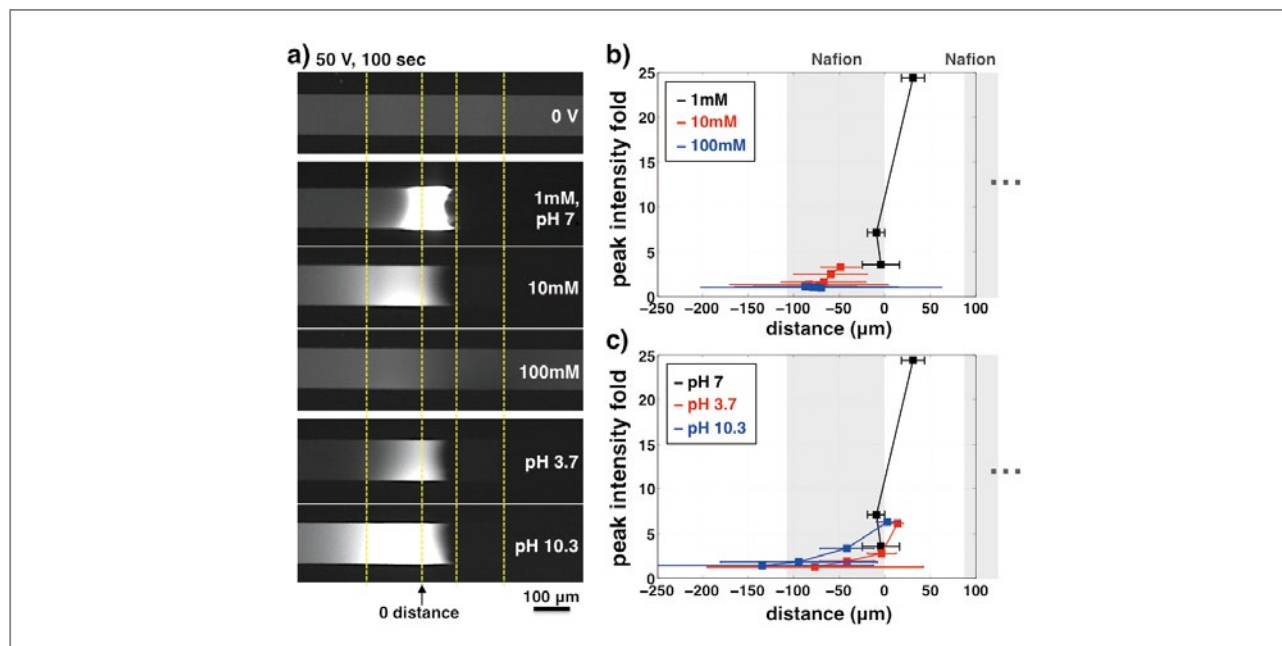 a) 50 V, 100 sec
0 V
1mM,
pH 7
10mM
100mM
pH 3.7
pH 10.3
0 distance
100 µm
b)
Nafion
Nafion
peak intensity fold
25
20
15
10
5
0
1mM
10mM
100mM
−250 −200 −150 −100 −50 0 50 100
distance (µm)
c)
peak intensity fold
25
20
15
10
5
0
pH 7
pH 3.7
pH 10.3
−250 −200 −150 −100 −50 0 50 100
distance (µm)